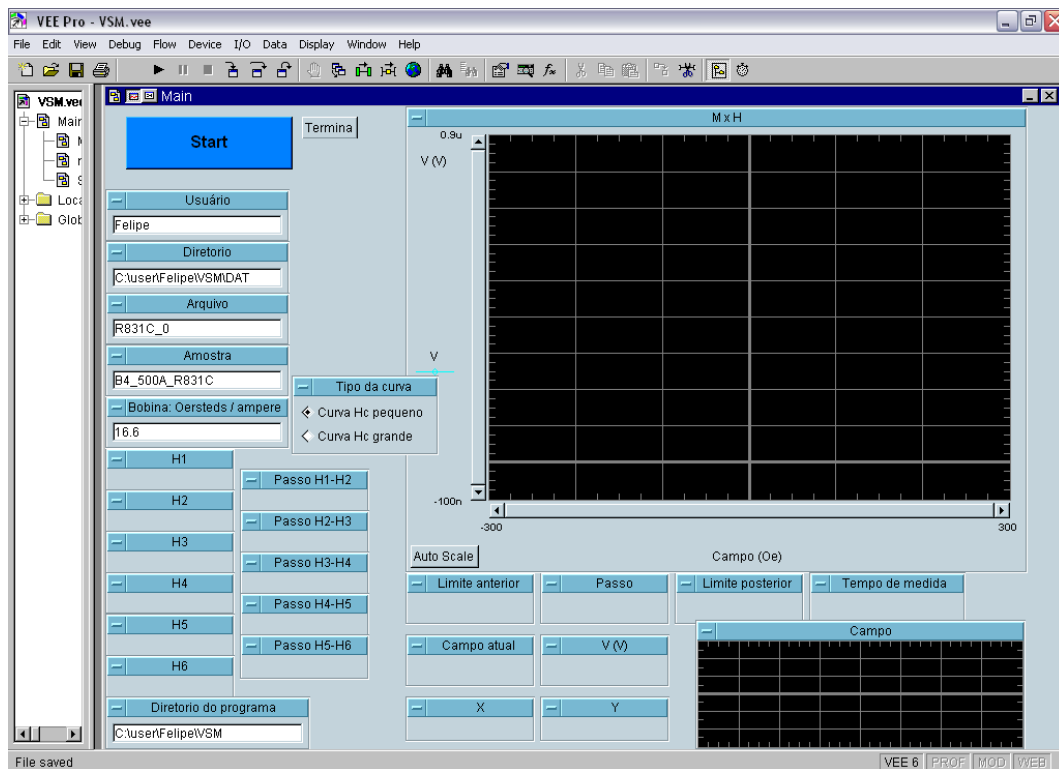 VEE Pro - VSM.vee
File Edit View Debug Flow Device I/O Data Display Window Help
VSM.vee
Main
Loca
Glob
Main
Start
Termina
Usuário
Felipe
Diretorio
C:\user\Felipe\VSM\DAT
Arquivo
R831C_0
Amostra
B4_500A_R831C
Bobina: Oersteds / ampere
16.6
Tipo da curva
Curva Hc pequeno
Curva Hc grande
H1
H2
H3
H4
H5
H6
Passo H1-H2
Passo H2-H3
Passo H3-H4
Passo H4-H5
Passo H5-H6
Diretorio do programa
C:\user\Felipe\VSM
M x H
0.9u
V (V)
V
-100n
-300
300
Auto Scale
Campo (Oe)
Limite anterior
Passo
Limite posterior
Tempo de medida
Campo atual
V (V)
X
Y
Campo
File saved
VEE 6 PROF MOD WEB